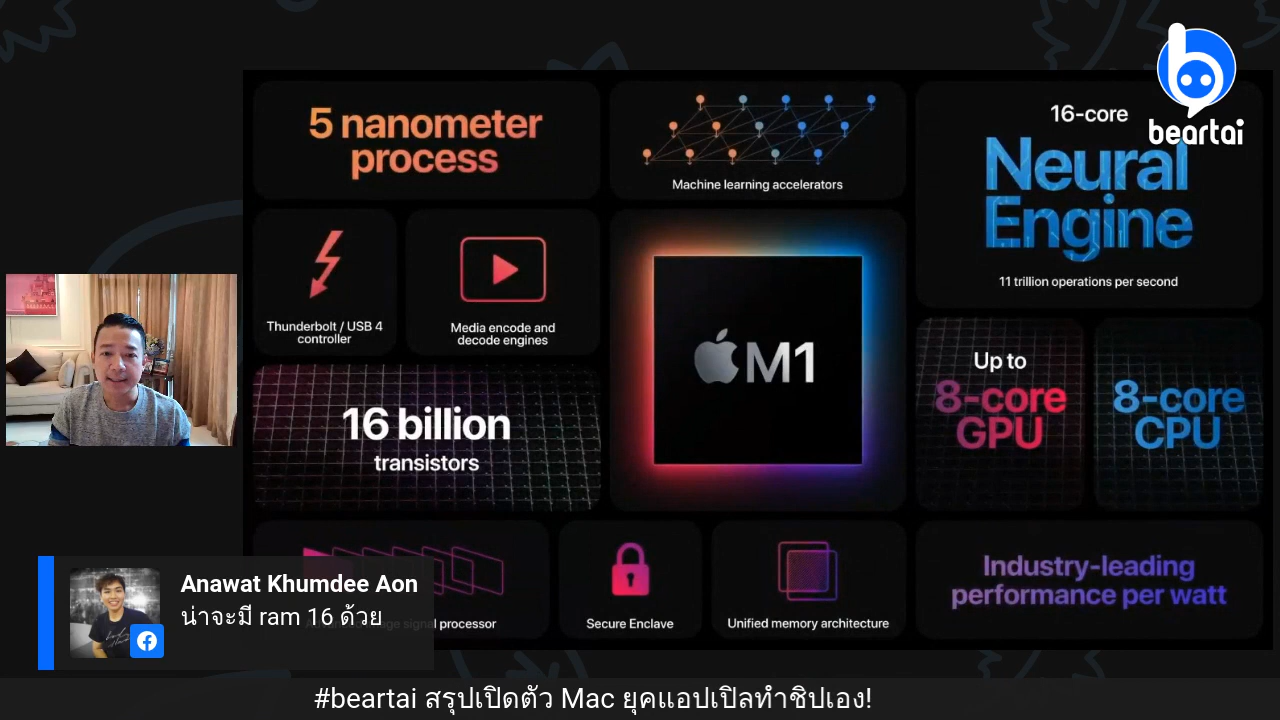 5 nanometer
process
Machine learning accelerators
16-core
Neural
Engine
11 trillion operations per second
beartai
Thunderbolt / USB 4
controller
Media encode and
decode engines
M1
Up to
8-core
GPU
8-core
CPU
16 billion
transistors
signal processor
Secure Enclave
Unified memory architecture
Industry-leading
performance per watt
Anawat Khumdee Aon
น่าจะมี ram 16 ด้วย
#beartai สรุปเปิดตัว Mac ยุคแอปเปิลทำชิปเอง!